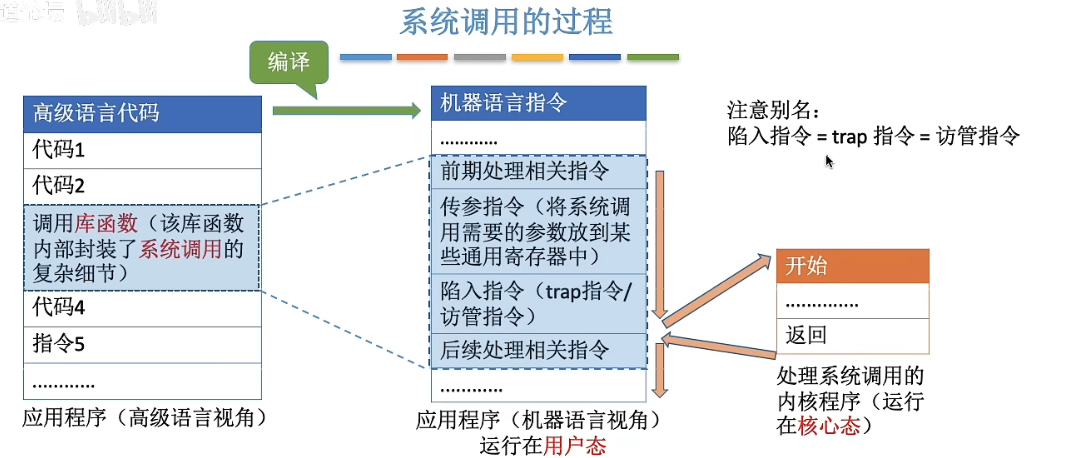 系统调用的过程
编译
高级语言代码
代码1
代码2
调用库函数（该库函数
内部封装了系统调用的
复杂细节）
代码4
指令5
............
应用程序（高级语言视角）
机器语言指令
............
前期处理相关指令
传参指令（将系统调
用需要的参数放到某
些通用寄存器中）
陷入指令（trap指令/
访管指令）
后续处理相关指令
............
应用程序（机器语言视角）
运行在用户态
注意别名：
陷入指令 = trap 指令 = 访管指令
开始
..............
返回
处理系统调用的
内核程序（运行
在核心态）